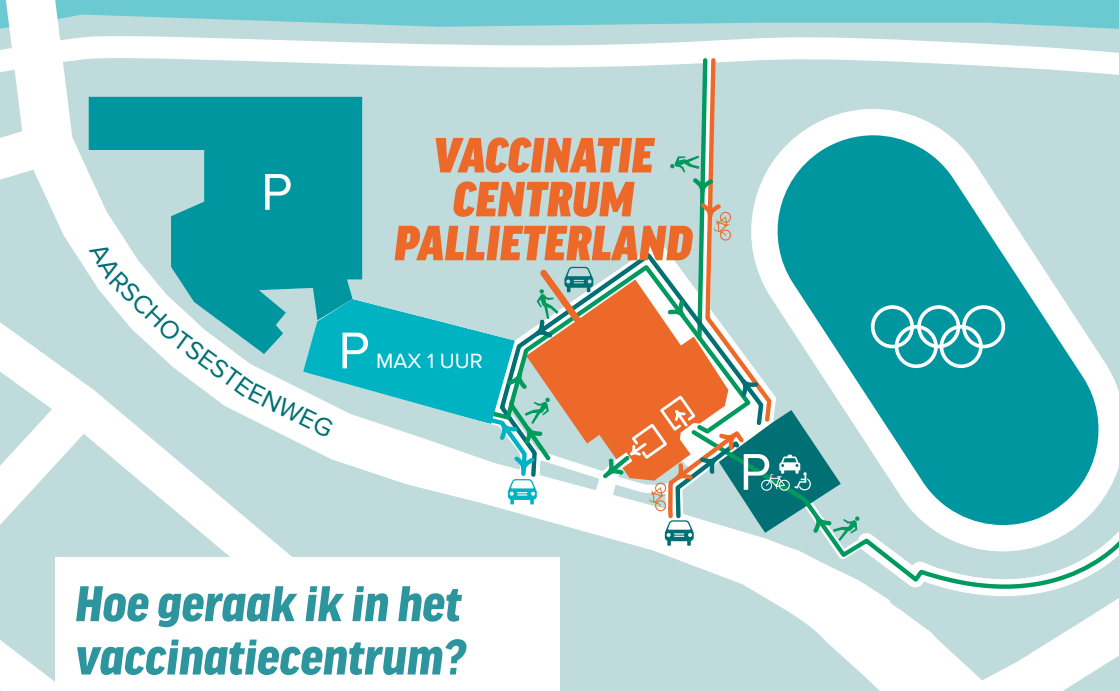 VACCINATIE
CENTRUM
PALLIETERLAND
P
P MAX 1 UUR
AARSCHOTSESTEENWEG
P
Hoe geraak ik in het
vaccinatiecentrum?